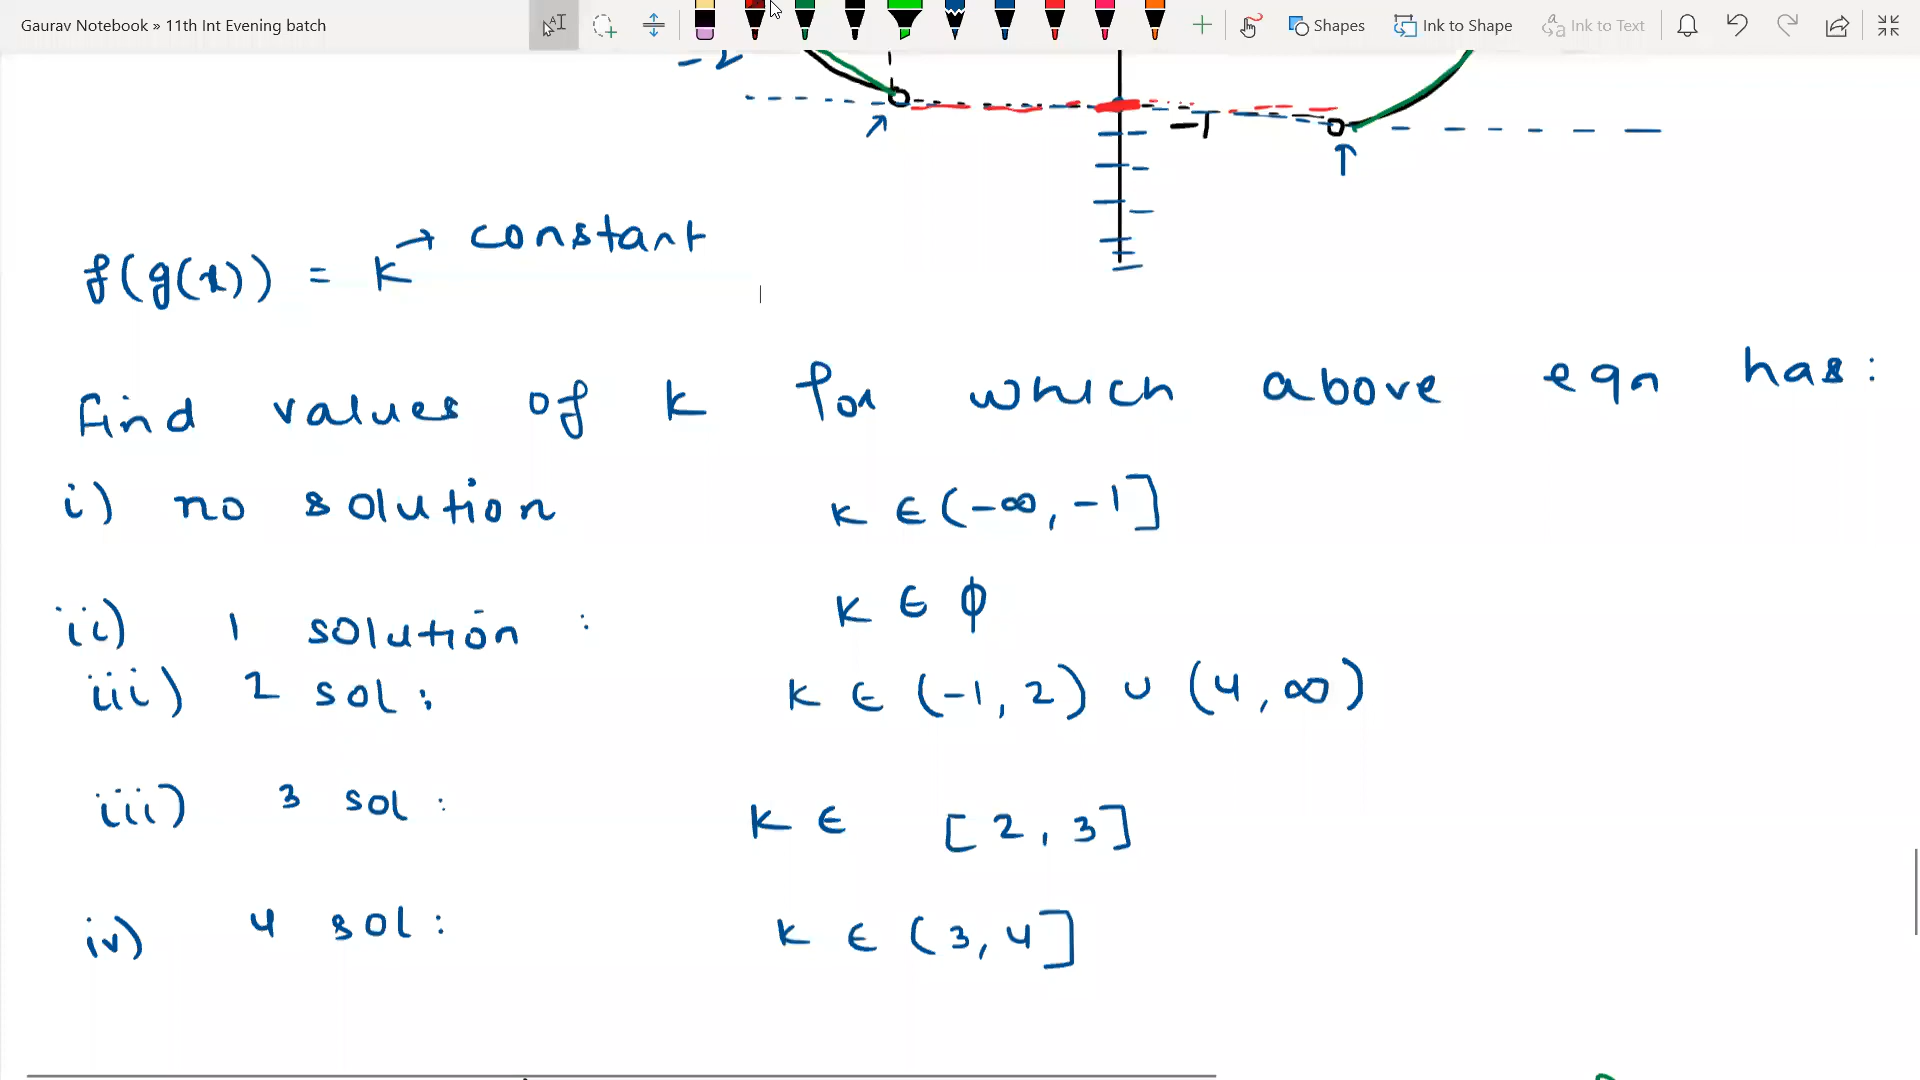 Gaurav Notebook » 11th Int Evening batch
Shapes
Ink to Shape
Ink to Text
-2
-1
f(g(x)) = K → constant
Find values of K for which above eqn has:
i) no solution K ∈ (-∞, -1]
ii) 1 solution : K ∈ ϕ
iii) 2 sol : K ∈ (-1, 2) ∪ (4, ∞)
iii) 3 sol : K ∈ [2, 3]
iv) 4 sol : K ∈ (3, 4]